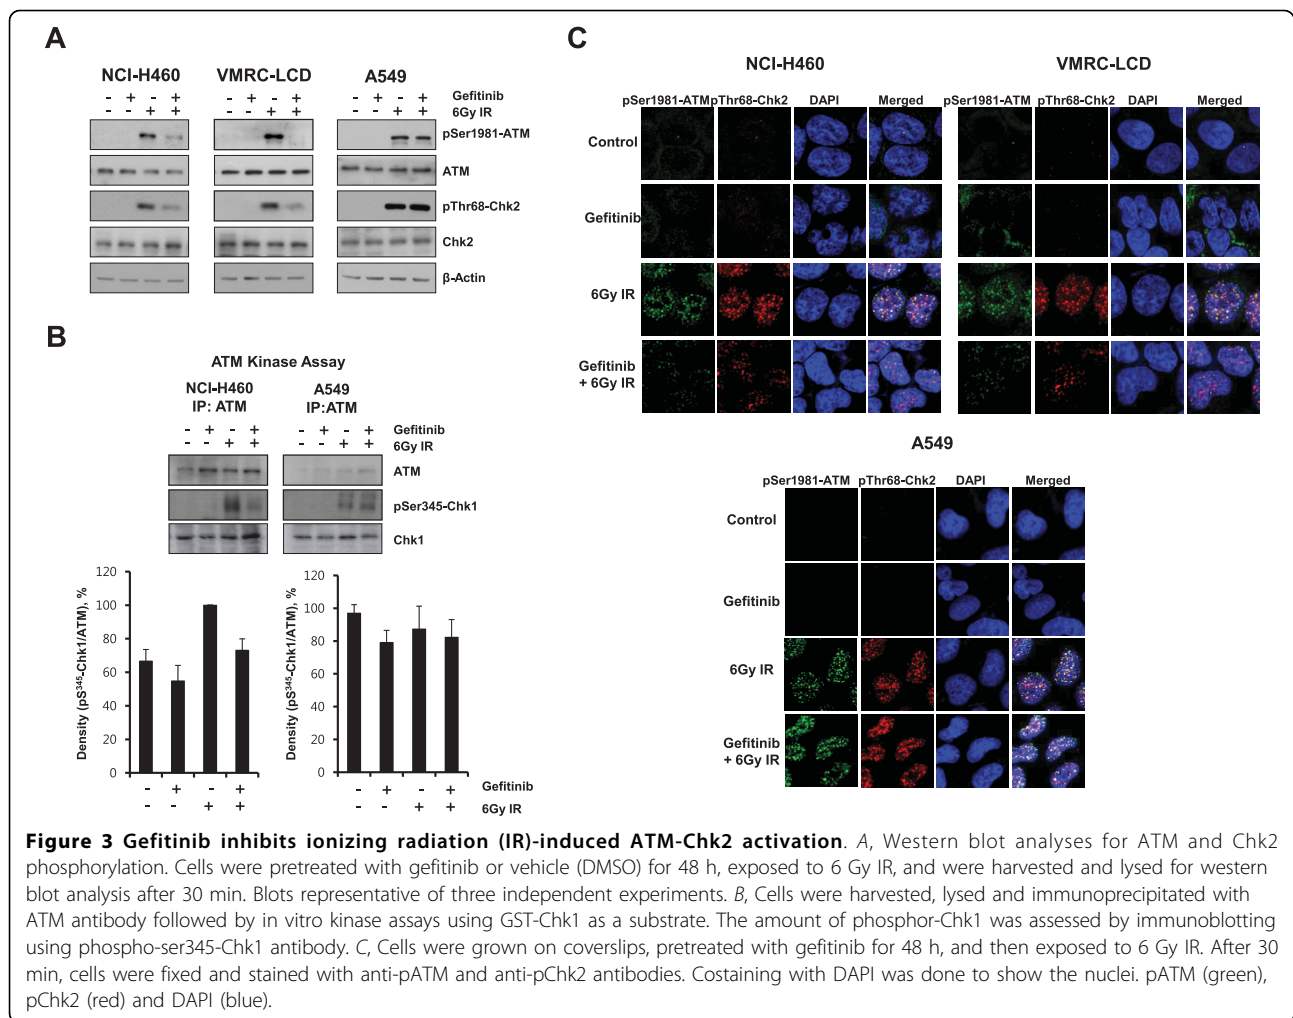 A
NCI-H460 VMRC-LCD A549
- + - + - + - + - + - + Gefitinib
- - + + - - + + - - + + 6Gy IR
pSer1981-ATM
ATM
pThr68-Chk2
Chk2
β-Actin
B
ATM Kinase Assay
NCI-H460 A549
IP: ATM IP:ATM
- + - + - + - + Gefitinib
- - + + - - + + 6Gy IR
ATM
pSer345-Chk1
Chk1
Density (pS³⁴⁵-Chk1/ATM), %
120
100
80
60
40
20
0
Density (pS³⁴⁵-Chk1/ATM), %
120
100
80
60
40
20
0
- + - + - + - + Gefitinib
- - + + - - + + 6Gy IR
C
NCI-H460
pSer1981-ATM pThr68-Chk2 DAPI Merged
Control
Gefitinib
6Gy IR
Gefitinib
+ 6Gy IR
VMRC-LCD
pSer1981-ATM pThr68-Chk2 DAPI Merged
A549
pSer1981-ATM pThr68-Chk2 DAPI Merged
Control
Gefitinib
6Gy IR
Gefitinib
+ 6Gy IR
Figure 3 Gefitinib inhibits ionizing radiation (IR)-induced ATM-Chk2 activation. A, Western blot analyses for ATM and Chk2
phosphorylation. Cells were pretreated with gefitinib or vehicle (DMSO) for 48 h, exposed to 6 Gy IR, and were harvested and lysed for western
blot analysis after 30 min. Blots representative of three independent experiments. B, Cells were harvested, lysed and immunoprecipitated with
ATM antibody followed by in vitro kinase assays using GST-Chk1 as a substrate. The amount of phosphor-Chk1 was assessed by immunoblotting
using phospho-ser345-Chk1 antibody. C, Cells were grown on coverslips, pretreated with gefitinib for 48 h, and then exposed to 6 Gy IR. After 30
min, cells were fixed and stained with anti-pATM and anti-pChk2 antibodies. Costaining with DAPI was done to show the nuclei. pATM (green),
pChk2 (red) and DAPI (blue).